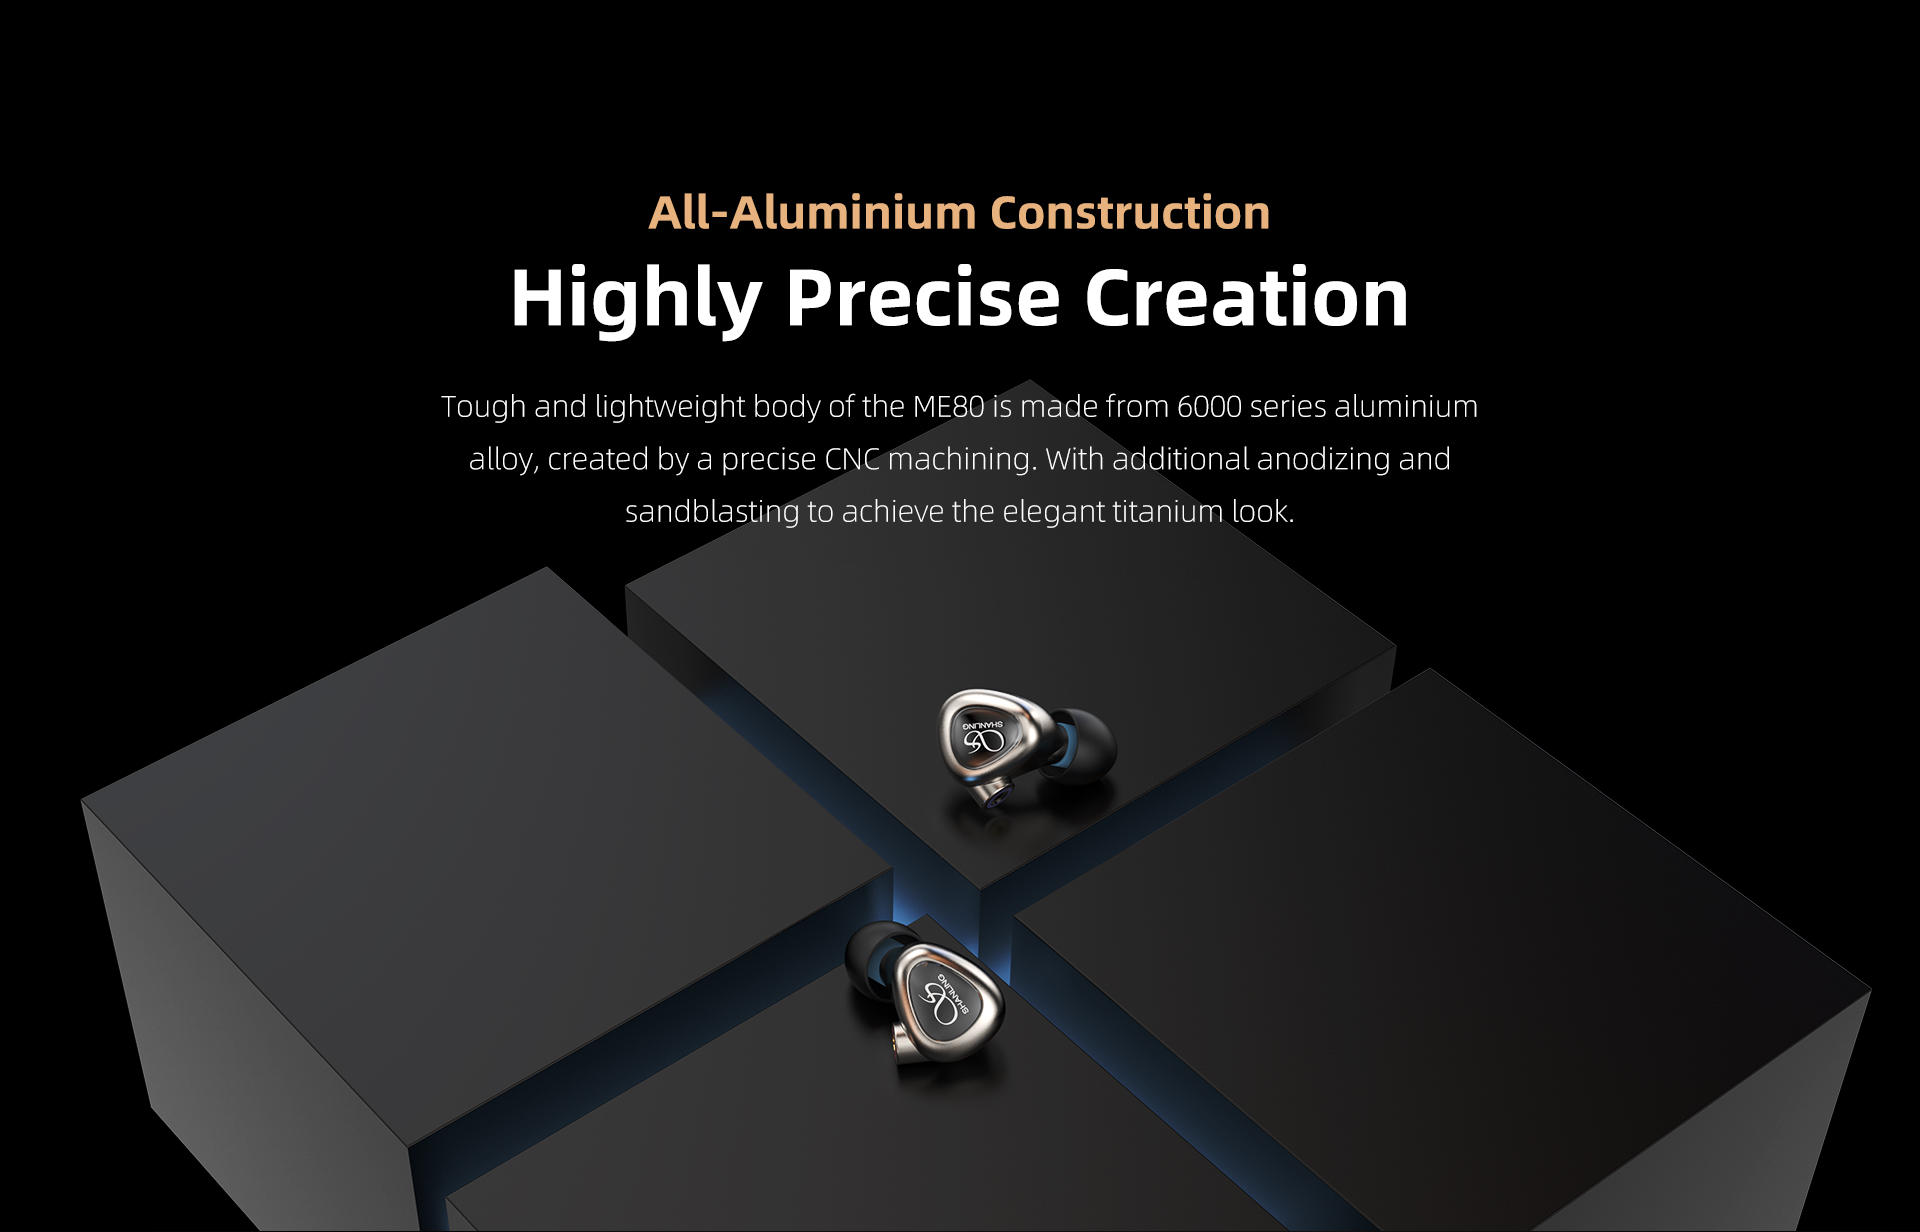 All-Aluminium Construction
Highly Precise Creation
Tough and lightweight body of the ME80 is made from 6000 series aluminium
alloy, created by a precise CNC machining. With additional anodizing and
sandblasting to achieve the elegant titanium look.
SHANLING
SHANLING